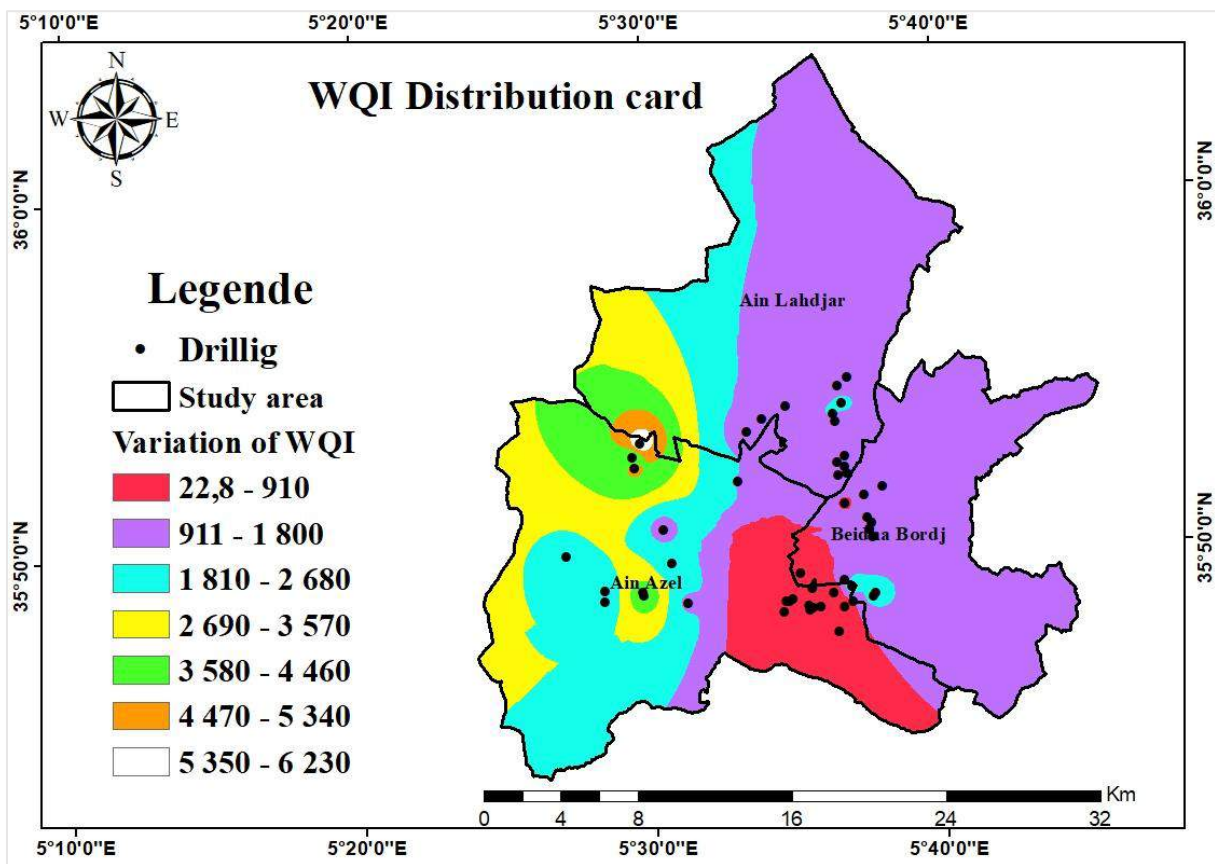 5°10'0"E 5°20'0"E 5°30'0"E 5°40'0"E
N
W E
S
WQI Distribution card
36°0'0"N
36°0'0"N
Legende
Drillig
Study area
Variation of WQI
22,8 - 910
911 - 1 800
1 810 - 2 680
2 690 - 3 570
3 580 - 4 460
4 470 - 5 340
5 350 - 6 230
Ain Lahdjar
Beidha Bordj
Ain Azel
35°50'0"N
35°50'0"N
Km
0 4 8 16 24 32
5°10'0"E 5°20'0"E 5°30'0"E 5°40'0"E